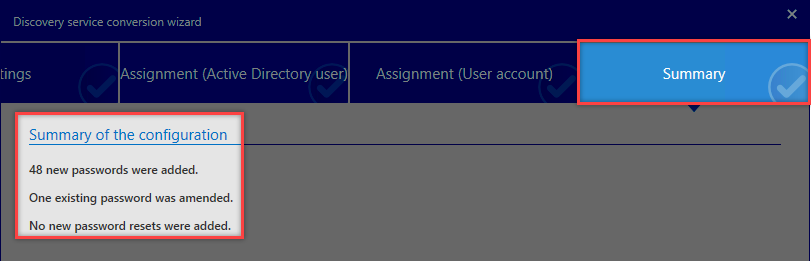 Discovery service conversion wizard
tings
Assignment (Active Directory user)
Assignment (User account)
Summary
Summary of the configuration
48 new passwords were added.
One existing password was amended.
No new password resets were added.